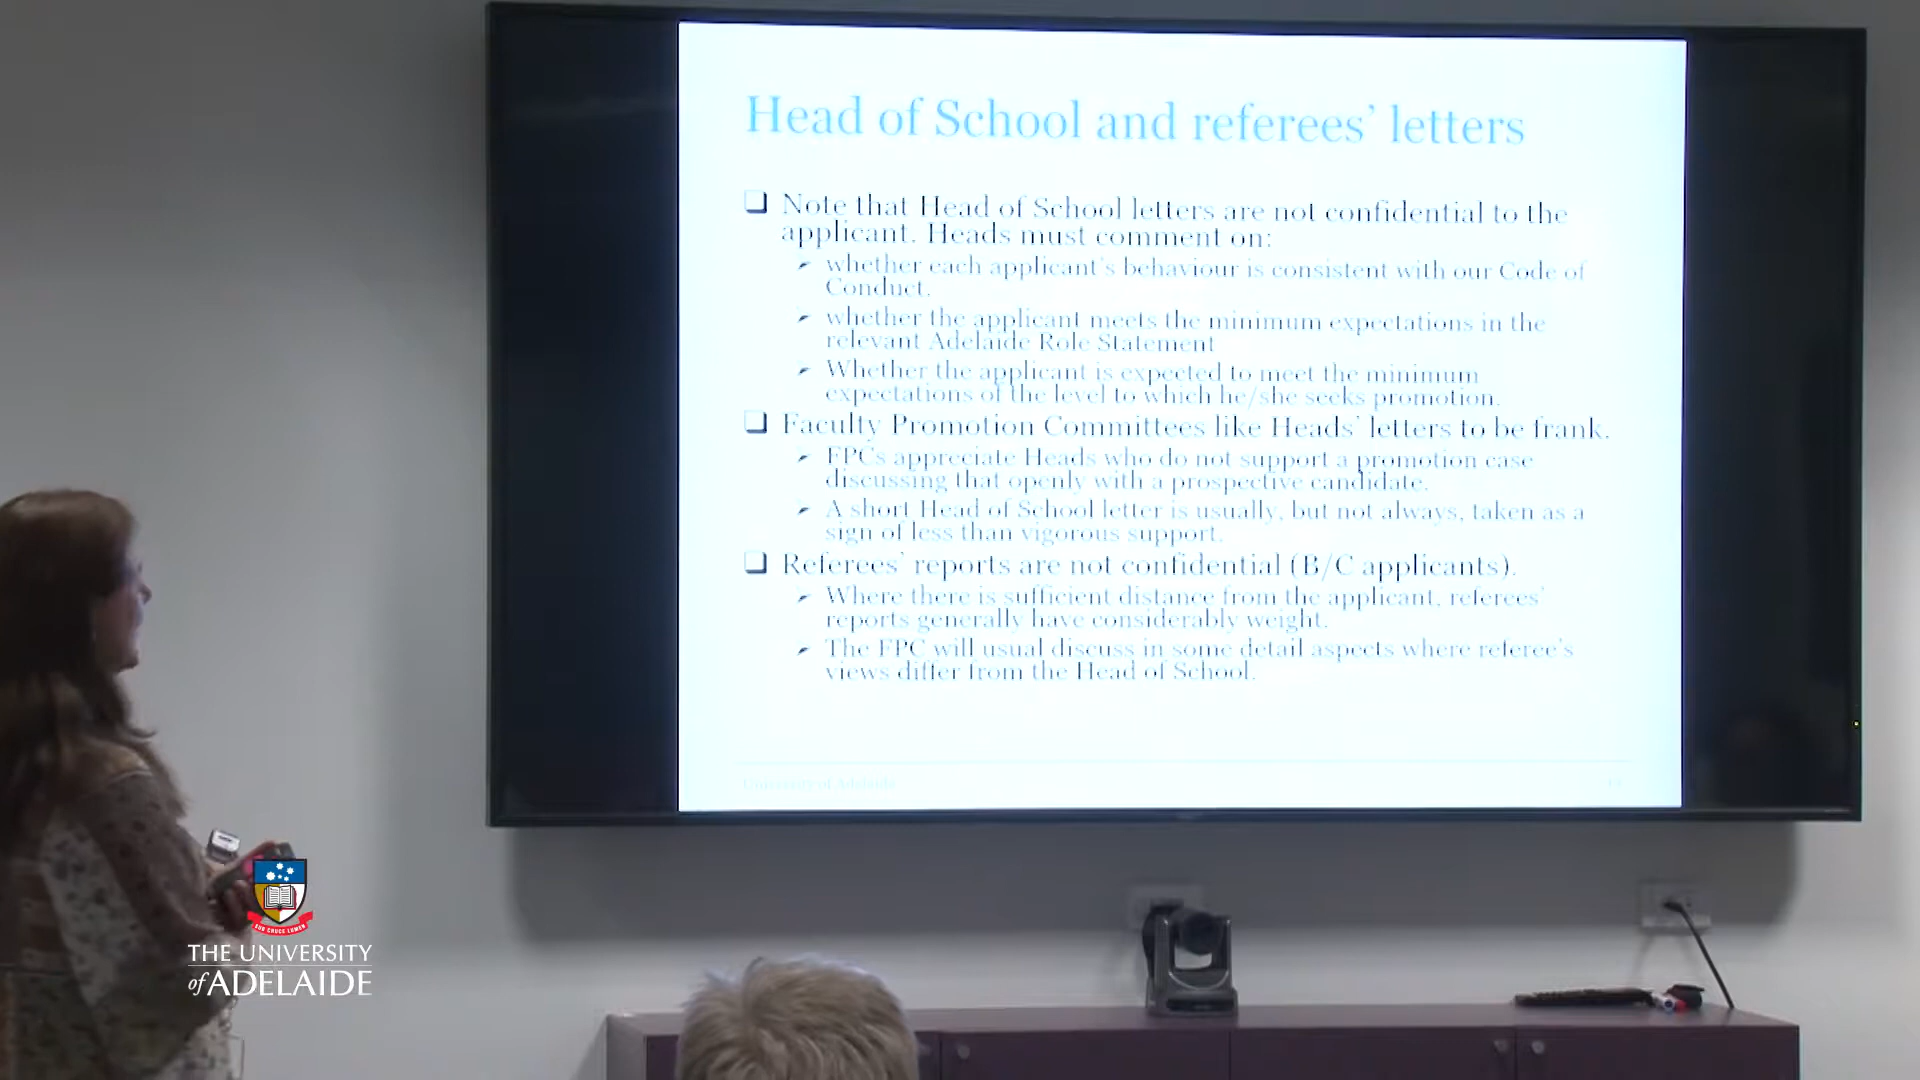 Head of School and referees' letters
Note that Head of School letters are not confidential to the
applicant. Heads must comment on:
whether each applicant's behaviour is consistent with our Code of
Conduct.
whether the applicant meets the minimum expectations in the
relevant Adelaide Role Statement
Whether the applicant is expected to meet the minimum
expectations of the level to which he/she seeks promotion.
Faculty Promotion Committees like Heads' letters to be frank.
FPCs appreciate Heads who do not support a promotion case
discussing that openly with a prospective candidate.
A short Head of School letter is usually, but not always, taken as a
sign of less than vigorous support.
Referees' reports are not confidential (B/C applicants).
Where there is sufficient distance from the applicant, referees'
reports generally have considerably weight.
The FPC will usual discuss in some detail aspects where referee's
views differ from the Head of School.
University of Adelaide
SUB CRUCE LUMEN
THE UNIVERSITY
of ADELAIDE